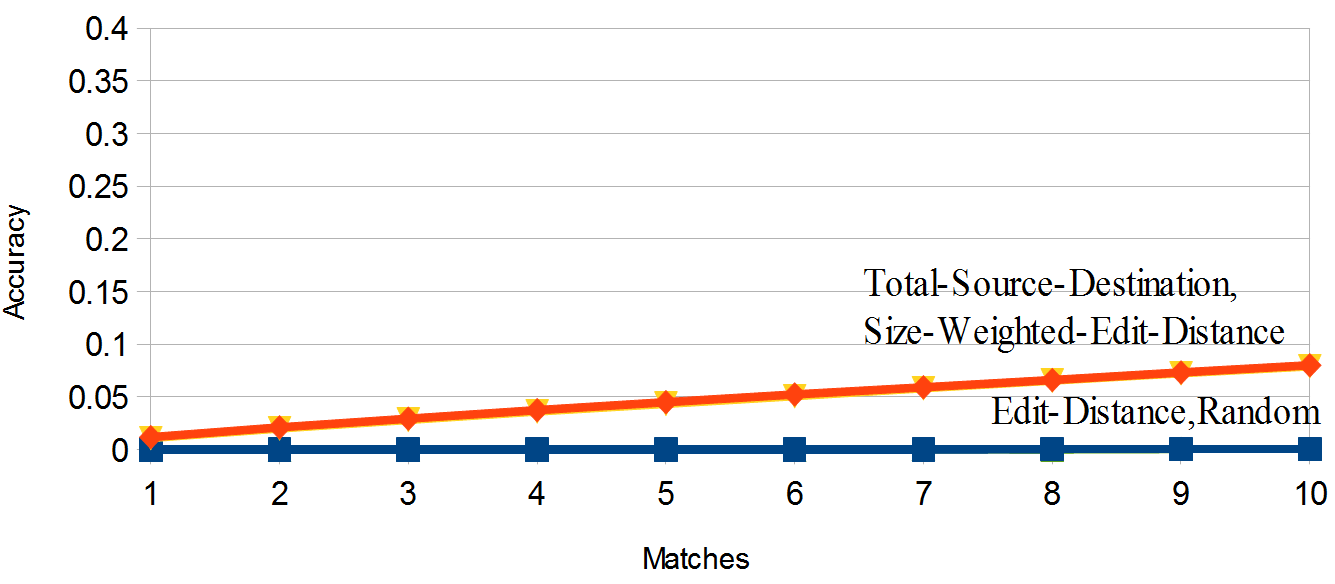 0.4
0.35
0.3
0.25
0.2
0.15
0.1
0.05
0
Accuracy
Total-Source-Destination,
Size-Weighted-Edit-Distance
Edit-Distance,Random
1 2 3 4 5 6 7 8 9 10
Matches